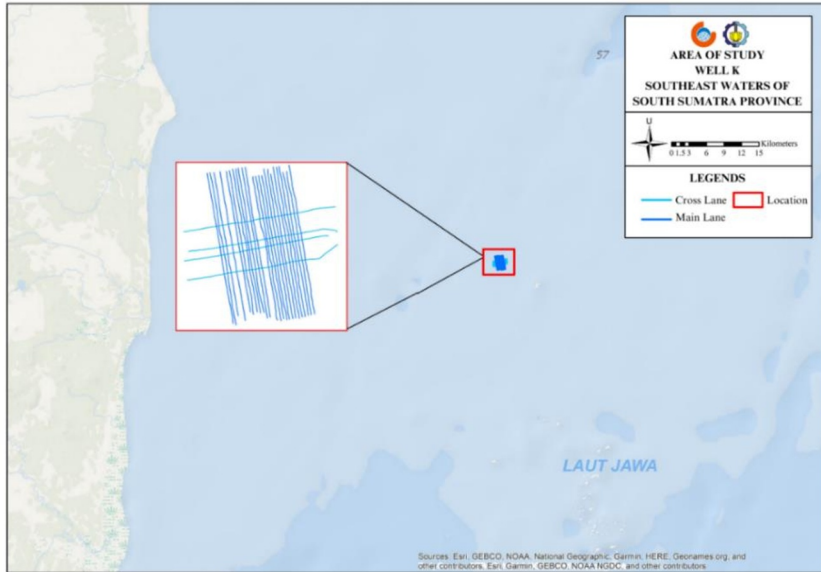 57
AREA OF STUDY
WELL K
SOUTHEAST WATERS OF
SOUTH SUMATRA PROVINCE
U
Kilometers
0 1.5 3 6 9 12 15
LEGENDS
Cross Lane Location
Main Lane
LAUT JAWA
Sources: Esri, GEBCO, NOAA, National Geographic, Garmin, HERE, Geonames.org, and
other contributors, Esri, Garmin, GEBCO, NOAA NGDC, and other contributors